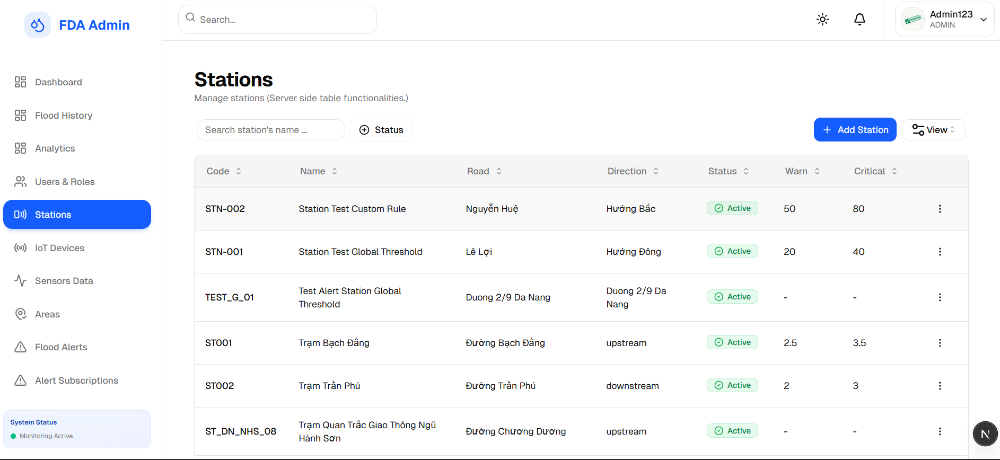 FDA Admin
Search...
Admin123
ADMIN
PASSED
Dashboard
Flood History
Analytics
Users & Roles
Stations
IoT Devices
Sensors Data
Areas
Flood Alerts
Alert Subscriptions
System Status
Monitoring Active
Stations
Manage stations (Server side table functionalities.)
Search station's name ...
Status
Add Station
View
Code Name Road Direction Status Warn Critical
STN-002 Station Test Custom Rule Nguyễn Huệ Hướng Bắc Active 50 80
STN-001 Station Test Global Threshold Lê Lợi Hướng Đông Active 20 40
TEST_G_01 Test Alert Station Global Duong 2/9 Da Nang Duong 2/9 Da Active - -
Threshold Nang
ST001 Trạm Bạch Đằng Đường Bạch Đằng upstream Active 2.5 3.5
ST002 Trạm Trần Phú Đường Trần Phú downstream Active 2 3
ST_DN_NHS_08 Trạm Quan Trắc Giao Thông Ngũ Đường Chương Dương upstream Active - -
Hành Sơn
N